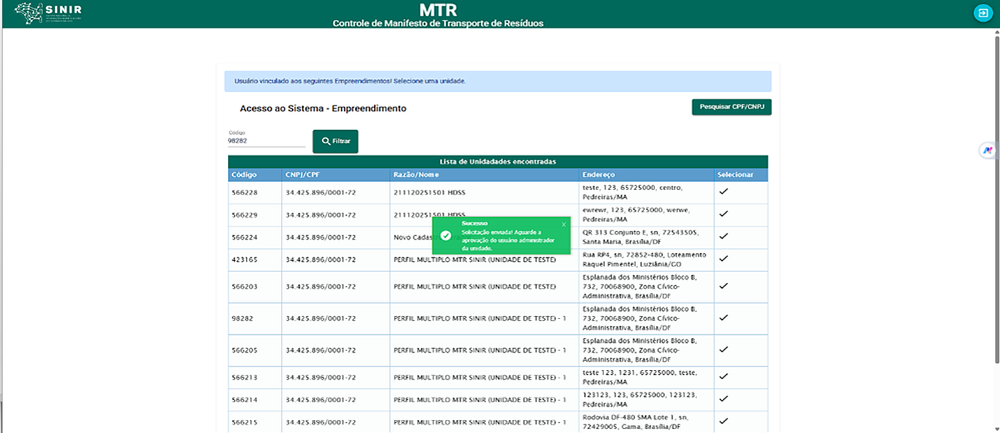 SINIR
MTR
Controle de Manifesto de Transporte de Resíduos
Usuário vinculado aos seguintes Empreendimentos! Selecione uma unidade.
Acesso ao Sistema - Empreendimento
Pesquisar CPF/CNPJ
Código
98282
Filtrar
Lista de Unidadades encontradas
Código CNPJ/CPF Razão/Nome Endereço Selecionar
566228 34.425.896/0001-72 211120251501 HDSS teste, 123, 65725000, centro,
Pedreiras/MA
566229 34.425.896/0001-72 211120251501 HDSS ewrewr, 123, 65725000, werwe,
Pedreiras/MA
Sucesso x
Solicitação enviada! Aguarde a
aprovação do usuário administrador
da unidade.
566224 34.425.896/0001-72 Novo Cadas QR 313 Conjunto E, sn, 72543505,
Santa Maria, Brasília/DF
423165 34.425.896/0001-72 PERFIL MULTIPLO MTR SINIR (UNIDADE DE TESTE) Rua RP4, sn, 72852-480, Loteamento
Raquel Pimentel, Luziânia/GO
566203 34.425.896/0001-72 PERFIL MULTIPLO MTR SINIR (UNIDADE DE TESTE) Esplanada dos Ministérios Bloco B,
732, 70068900, Zona Cívico-
Administrativa, Brasília/DF
98282 34.425.896/0001-72 PERFIL MULTIPLO MTR SINIR (UNIDADE DE TESTE) - 1 Esplanada dos Ministérios Bloco B,
732, 70068900, Zona Cívico-
Administrativa, Brasília/DF
566205 34.425.896/0001-72 PERFIL MULTIPLO MTR SINIR (UNIDADE DE TESTE) - 1 Esplanada dos Ministérios Bloco B,
732, 70068900, Zona Cívico-
Administrativa, Brasília/DF
566213 34.425.896/0001-72 PERFIL MULTIPLO MTR SINIR (UNIDADE DE TESTE) - 1 teste 123, 1231, 65725000, teste,
Pedreiras/MA
566214 34.425.896/0001-72 PERFIL MULTIPLO MTR SINIR (UNIDADE DE TESTE) - 1 123123, 123, 65725000, 123123,
Pedreiras/MA
566215 34.425.896/0001-72 PERFIL MULTIPLO MTR SINIR (UNIDADE DE TESTE) - 1 Rodovia DF-480 SMA Lote 1, sn,
72429005, Gama, Brasília/DF